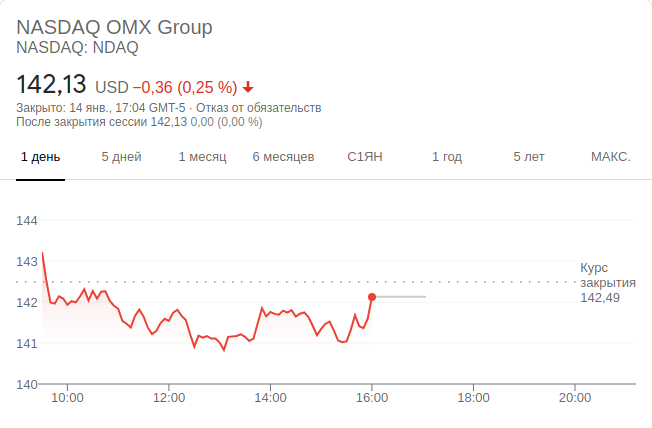 NASDAQ OMX Group
NASDAQ: NDAQ
142,13 USD −0,36 (0,25 %)
Закрыто: 14 янв., 17:04 GMT-5 · Отказ от обязательств
После закрытия сессии 142,13 0,00 (0,00 %)
1 день 5 дней 1 месяц 6 месяцев С1ЯН 1 год 5 лет МАКС.
144
143
Курс
закрытия
142,49
142
141
140
10:00 12:00 14:00 16:00 18:00 20:00